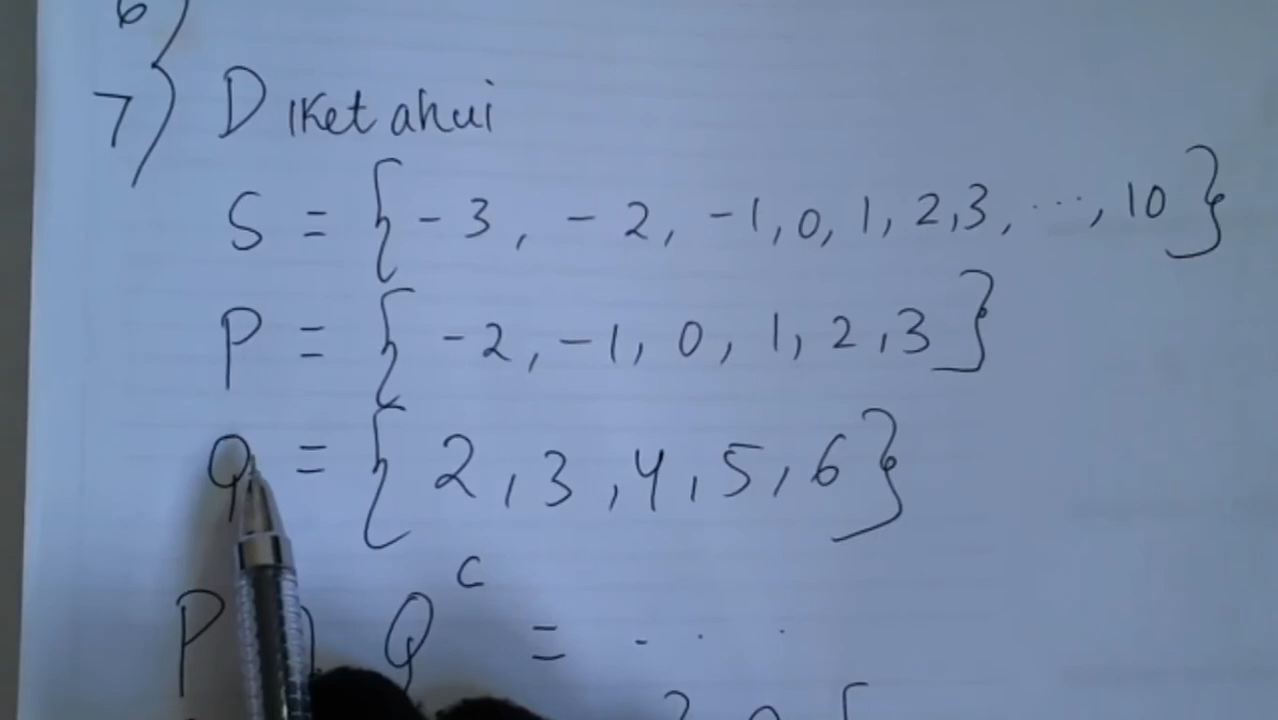 6)
7) Diketahui
S = { -3, -2, -1, 0, 1, 2, 3, ..., 10 }
P = { -2, -1, 0, 1, 2, 3 }
Q = { 2, 3, 4, 5, 6 }
P Q^c = ...